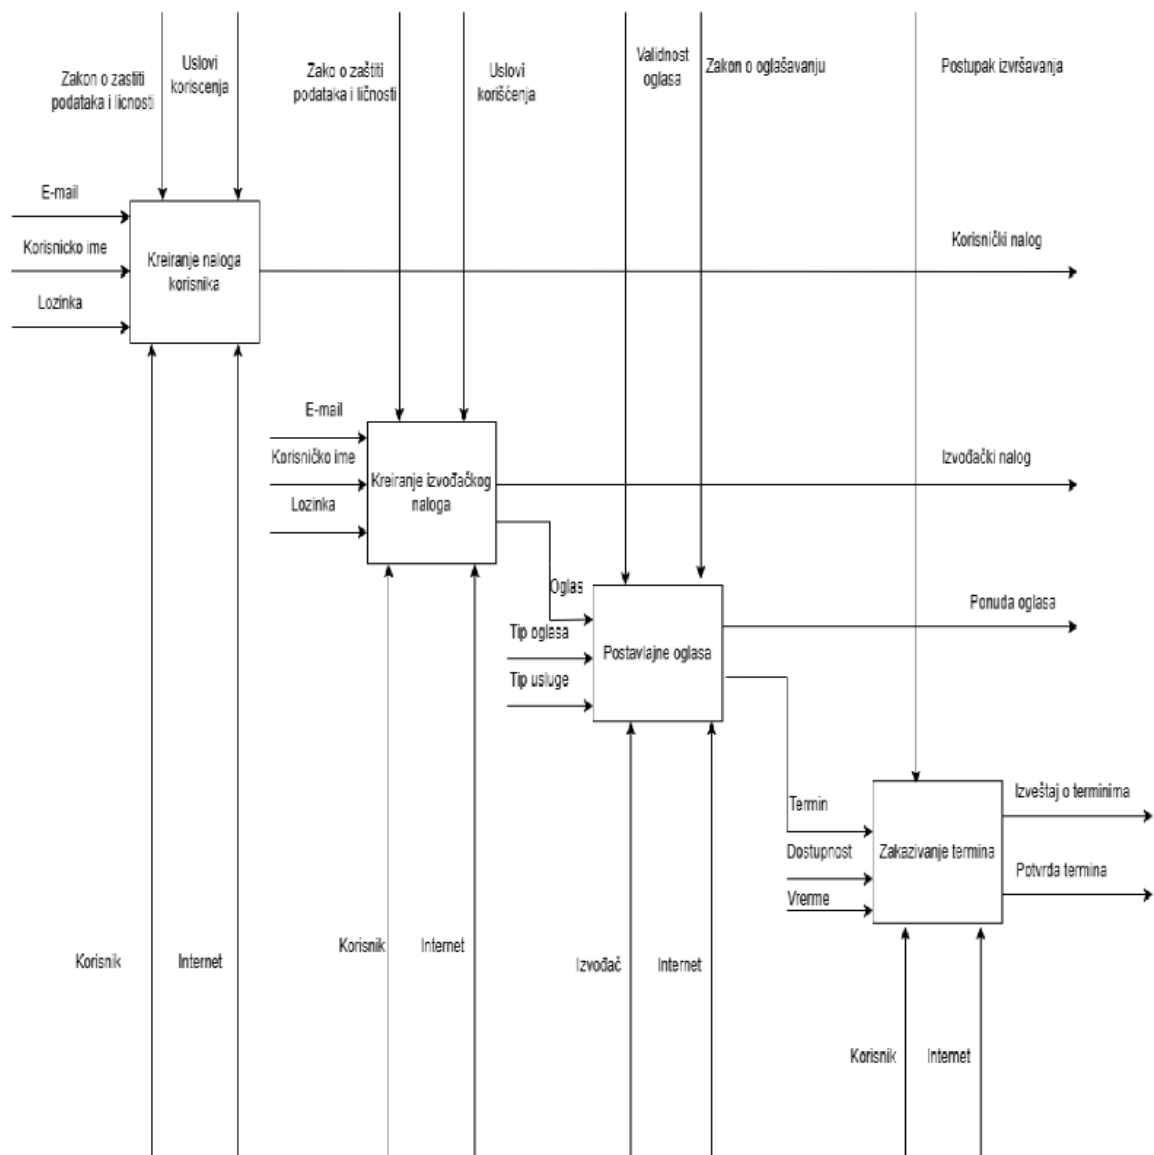 Zakon o zastiti
podataka i licnosti
Uslovi
koriscenja
Zako o zaštiti
podataka i ličnosti
Uslovi
korišćenja
Validnost
oglasa
Zakon o oglašavanju
Postupak izvršavanja
E-mail
Korisnicko ime
Lozinka
Kreiranje naloga
korisnika
Korisnički nalog
E-mail
Korisničko ime
Lozinka
Kreiranje izvođačkog
naloga
Izvođački nalog
Oglas
Tip oglasa
Tip usluge
Postavlajne oglasa
Ponuda oglasa
Termin
Dostupnost
Vrerme
Zakazivanje termina
Izveštaj o terminima
Potvrda termina
Korisnik
Internet
Korisnik
Internet
Izvođač
Internet
Korisnik
Internet